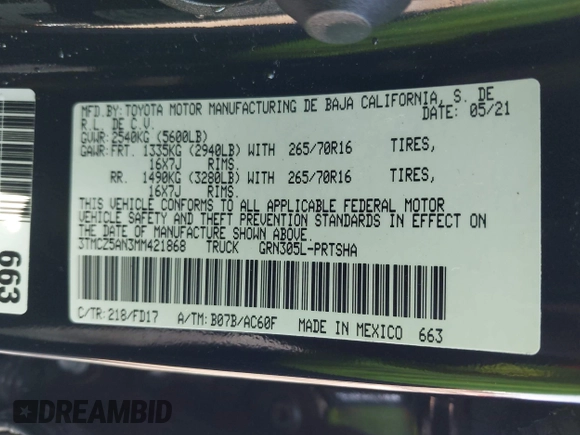 MFD.BY:TOYOTA MOTOR MANUFACTURING DE BAJA CALIFORNIA, S. DE
R.L. DE C.V. DATE: 05/21
GVWR:2540KG (5600LB)
GAWR:FRT. 1335KG (2940LB) WITH 265/70R16 TIRES,
16X7J RIMS.
RR. 1490KG (3280LB) WITH 265/70R16 TIRES,
16X7J RIMS.
THIS VEHICLE CONFORMS TO ALL APPLICABLE FEDERAL MOTOR
VEHICLE SAFETY AND THEFT PREVENTION STANDARDS IN EFFECT ON
THE DATE OF MANUFACTURE SHOWN ABOVE.
3TMCZ5AN3MM421868 TRUCK GRN305L-PRTSHA
C/TR:218/FD17 A/TM:B07B/AC60F MADE IN MEXICO 663
663
DREAMBID